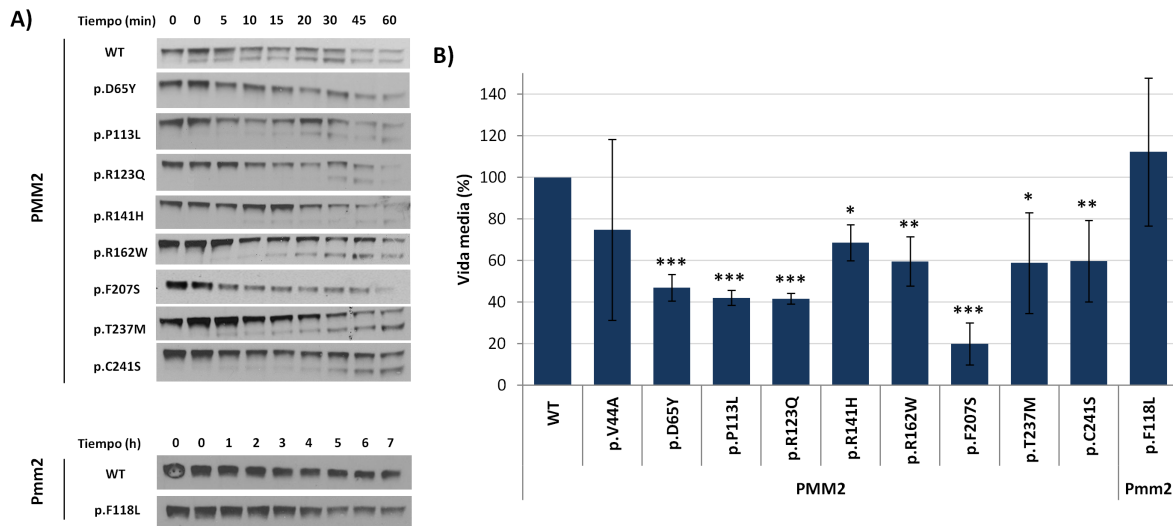 A)
Tiempo (min) 0 0 5 10 15 20 30 45 60
PMM2
WT
p.D65Y
p.P113L
p.R123Q
p.R141H
p.R162W
p.F207S
p.T237M
p.C241S
Tiempo (h) 0 0 1 2 3 4 5 6 7
Pmm2
WT
p.F118L
B)
Vida media (%)
140
120
100
80
60
40
20
0
*** *** *** * ** *** * **
WT p.V44A p.D65Y p.P113L p.R123Q p.R141H p.R162W p.F207S p.T237M p.C241S p.F118L
PMM2 Pmm2